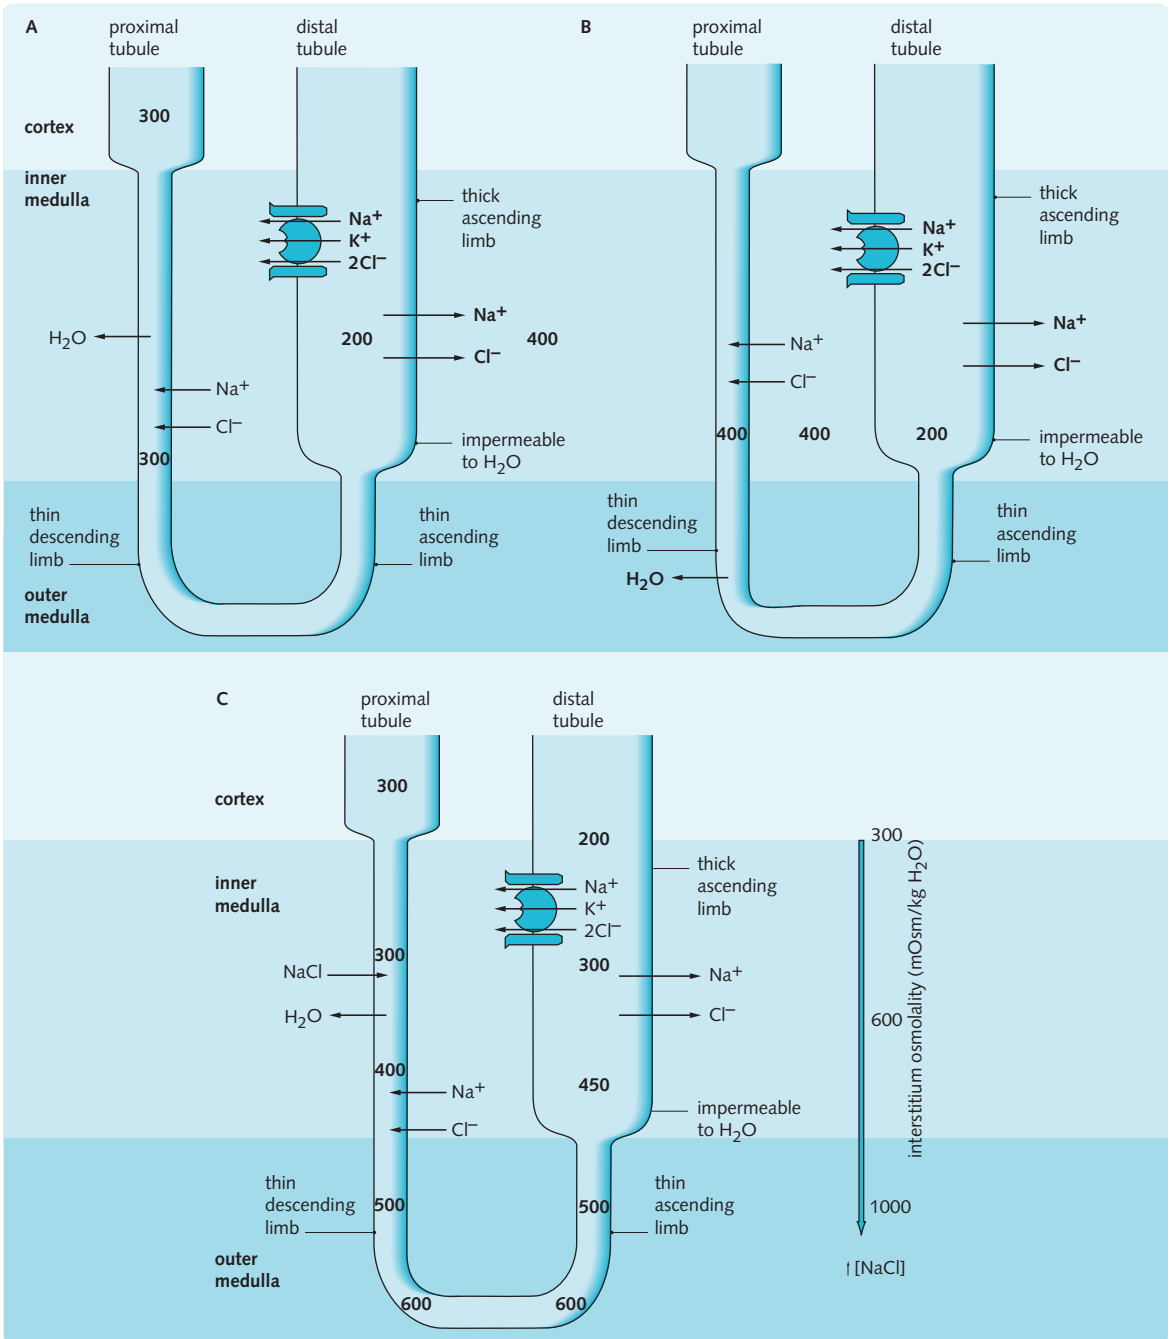 A
proximal
tubule
distal
tubule
300
cortex
inner
medulla
thick
ascending
limb
Na+
K+
2Cl–
H2O
Na+
200
400
Cl–
Na+
Cl–
300
impermeable
to H2O
thin
descending
limb
thin
ascending
limb
outer
medulla
B
proximal
tubule
distal
tubule
thick
ascending
limb
Na+
K+
2Cl–
Na+
Na+
Cl–
Cl–
400
400
200
impermeable
to H2O
thin
descending
limb
thin
ascending
limb
H2O
C
proximal
tubule
distal
tubule
300
cortex
200
inner
medulla
thick
ascending
limb
Na+
K+
2Cl–
300
300
NaCl
Na+
H2O
Cl–
400
450
Na+
Cl–
impermeable
to H2O
thin
descending
limb
500
500
thin
ascending
limb
outer
medulla
600
600
300
600
1000
interstitium osmolality (mOsm/kg H2O)
↑[NaCl]